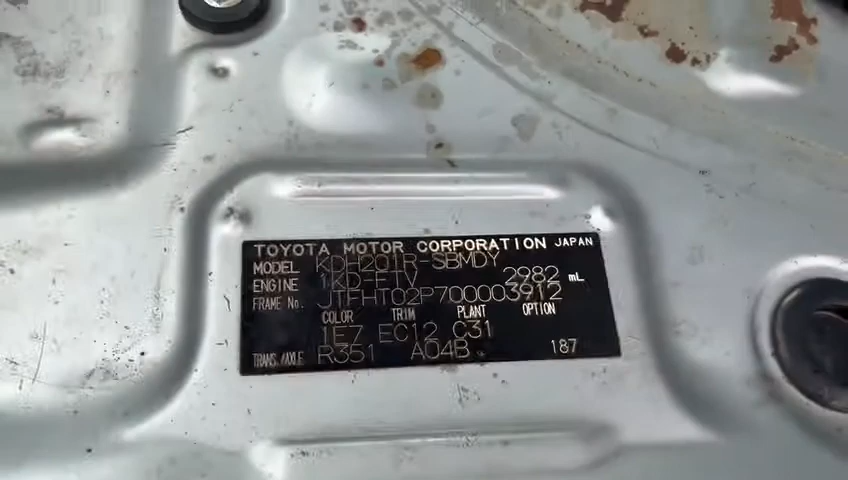 TOYOTA MOTOR CORPORATION JAPAN
MODEL KDH201R-SBMDY
ENGINE 1KD-FTV 2982 mL
FRAME No. JTFHT02P700003912
COLOR TRIM PLANT OPTION
1E7 EC12 C31
TRANS./AXLE R351 A04B 187